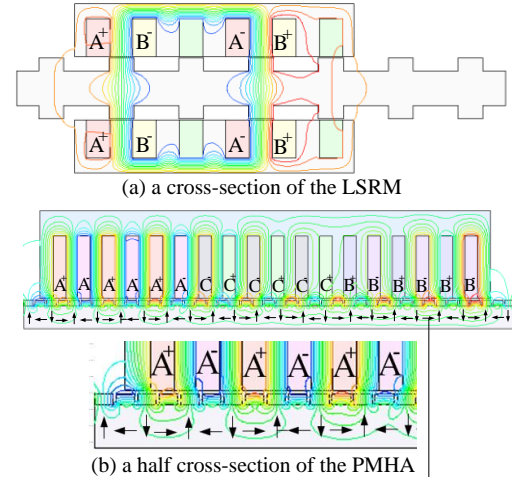 A⁺ B⁻ A⁻ B⁺
A⁺ B⁻ A⁻ B⁺
(a) a cross-section of the LSRM
A⁺ A⁻ A⁺ A⁻ A⁺ A⁻ C⁻ C⁺ C⁻ C⁺ C⁻ C⁺ B⁺ B⁻ B⁺ B⁻ B⁺ B
A⁺ A⁻ A⁺ A⁻ A⁺ A⁻
(b) a half cross-section of the PMHA